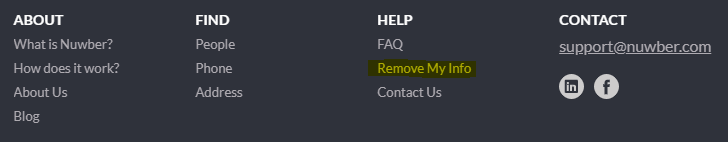 ABOUT
What is Nuwber?
How does it work?
About Us
Blog
FIND
People
Phone
Address
HELP
FAQ
Remove My Info
Contact Us
CONTACT
support@nuwber.com
in
f